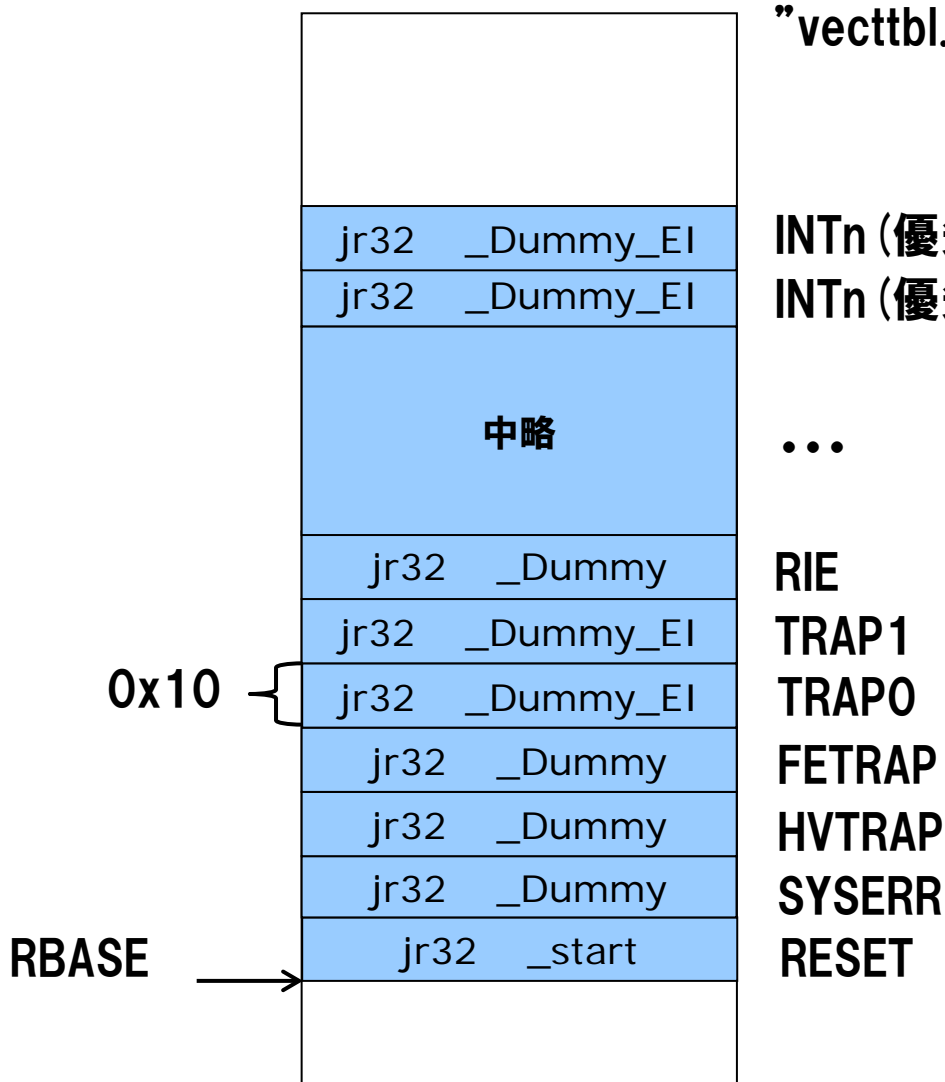 ”vecttbl.
jr32 _Dummy_EI INTn (優
jr32 _Dummy_EI INTn (優
中略 ...
jr32 _Dummy RIE
jr32 _Dummy_EI TRAP1
0x10 jr32 _Dummy_EI TRAP0
jr32 _Dummy FETRAP
jr32 _Dummy HVTRAP
jr32 _Dummy SYSERR
RBASE jr32 _start RESET